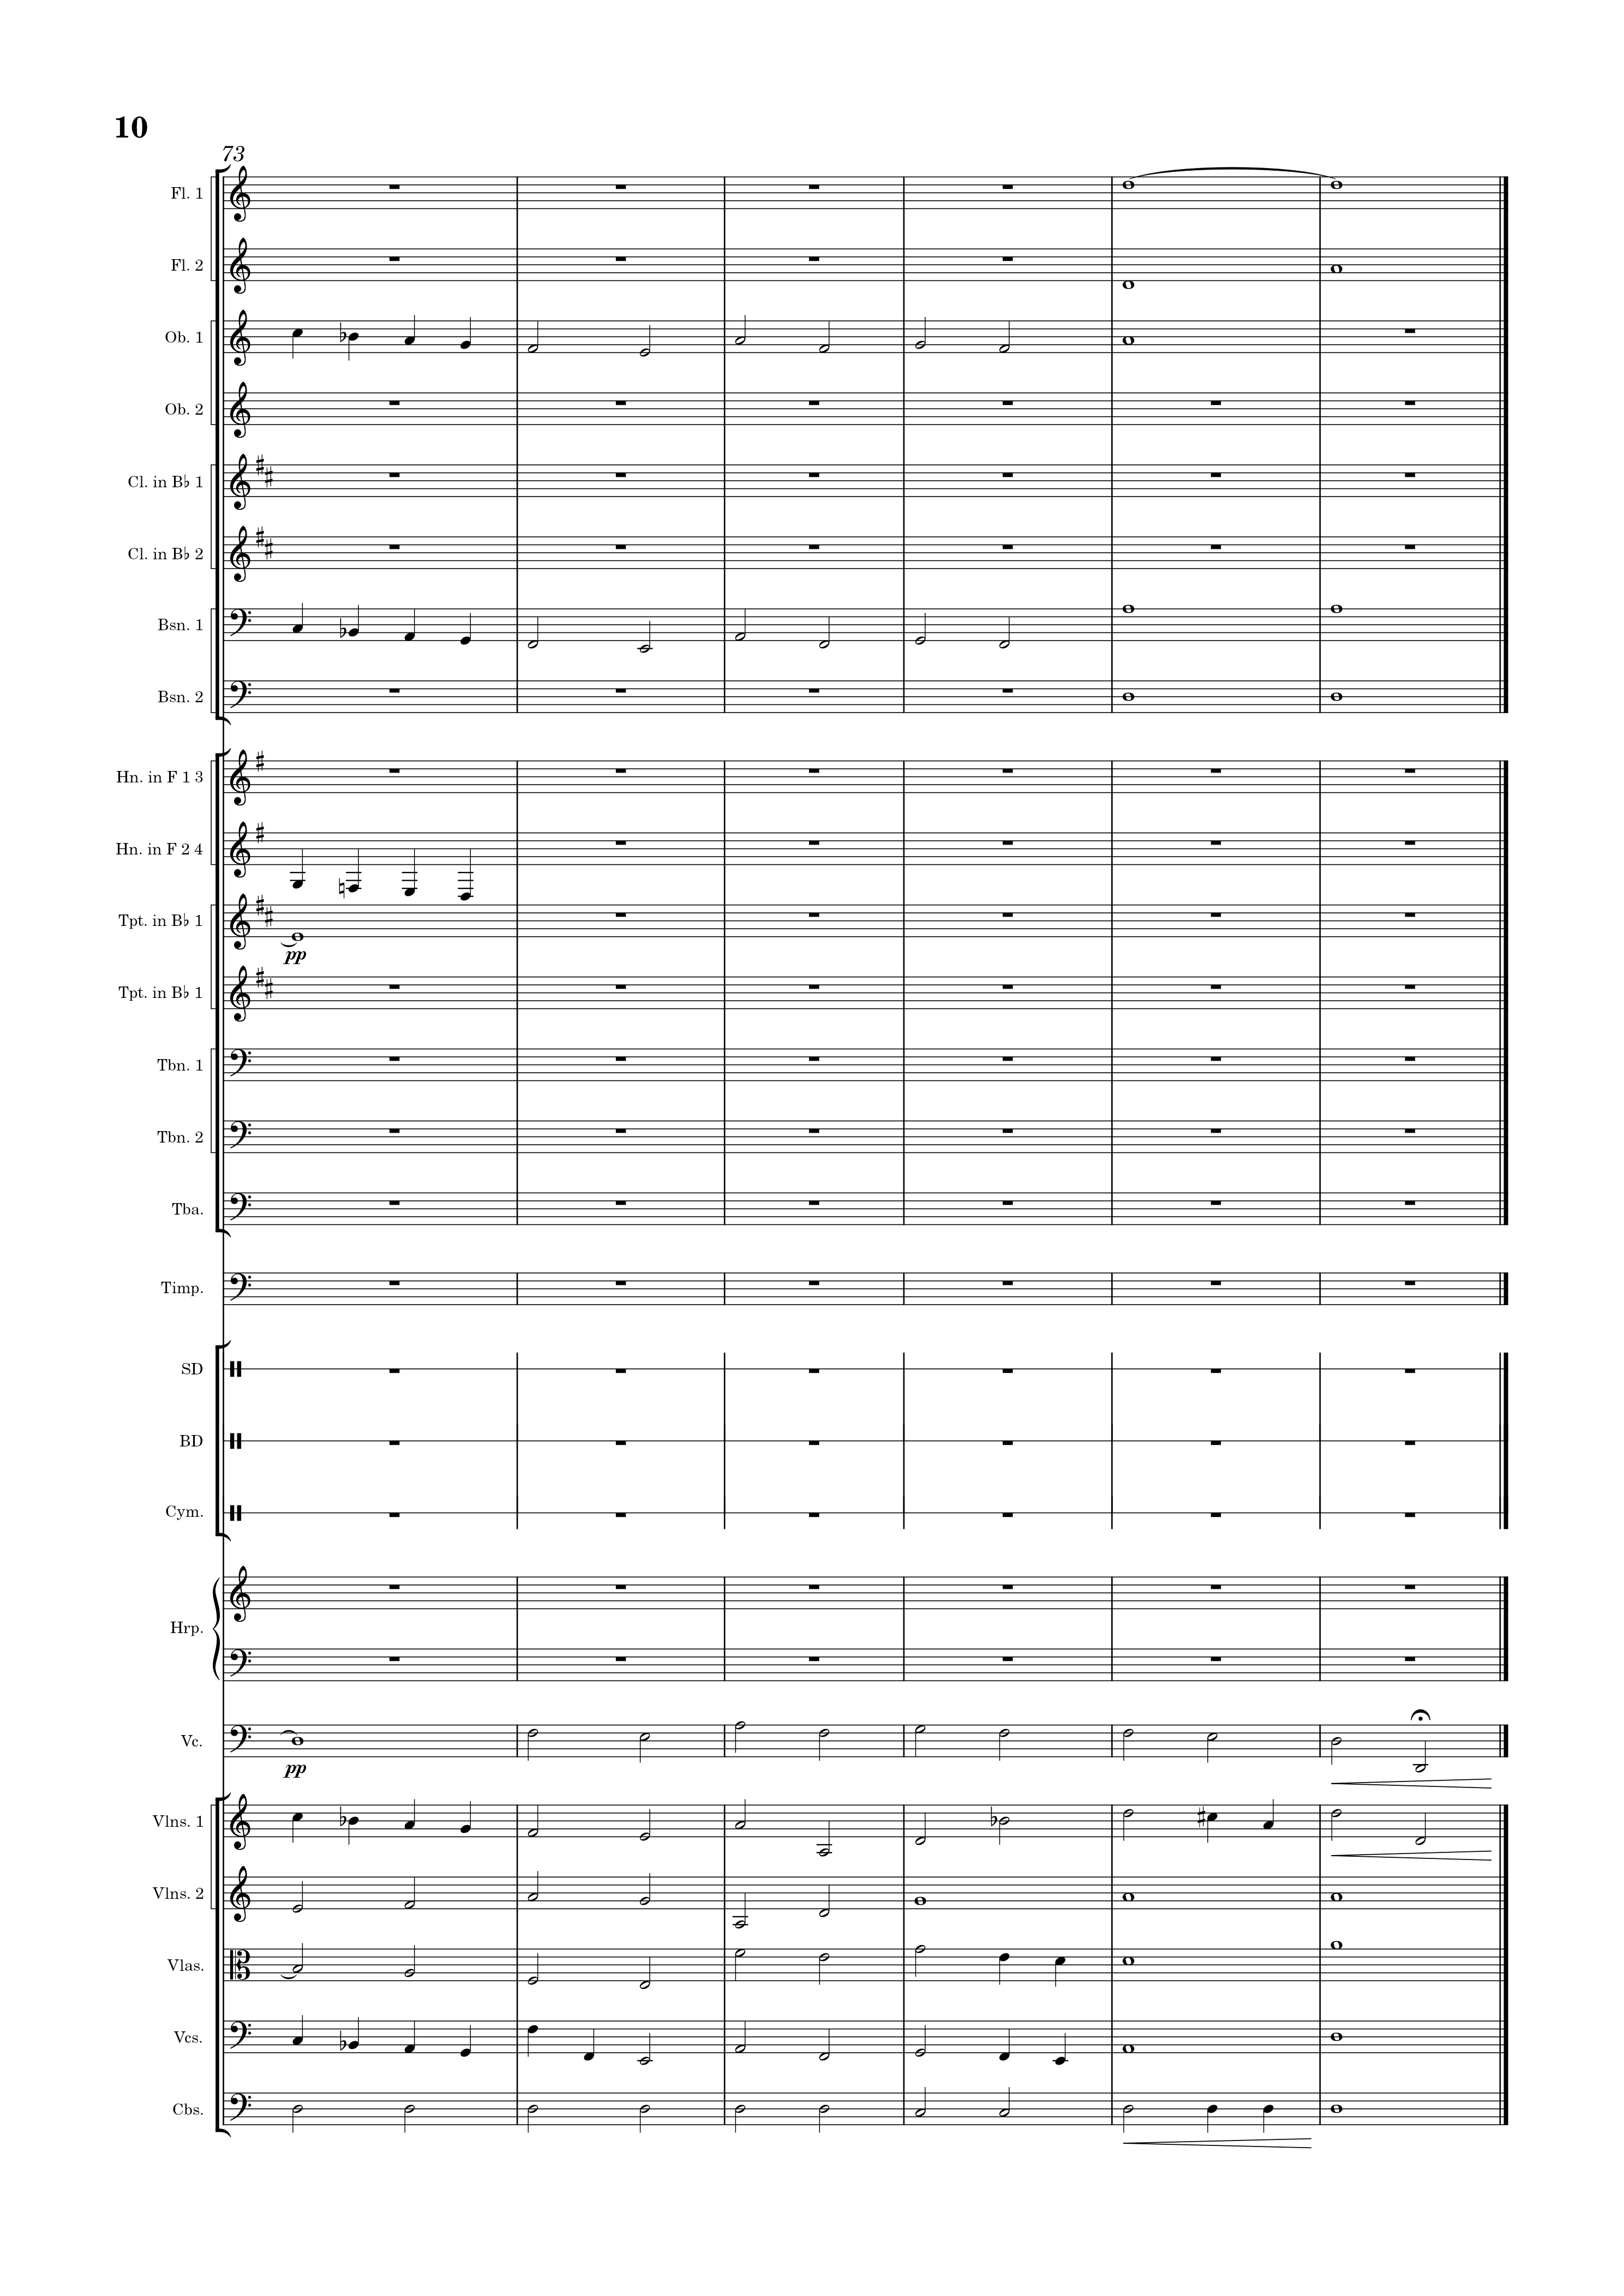 10
73
Fl. 1
Fl. 2
Ob. 1
Ob. 2
Cl. in B♭ 1
Cl. in B♭ 2
Bsn. 1
Bsn. 2
Hn. in F 1 3
Hn. in F 2 4
Tpt. in B♭ 1
pp
Tpt. in B♭ 1
Tbn. 1
Tbn. 2
Tba.
Timp.
SD
BD
Cym.
Hrp.
Vc.
pp
Vlns. 1
Vlns. 2
Vlas.
Vcs.
Cbs.